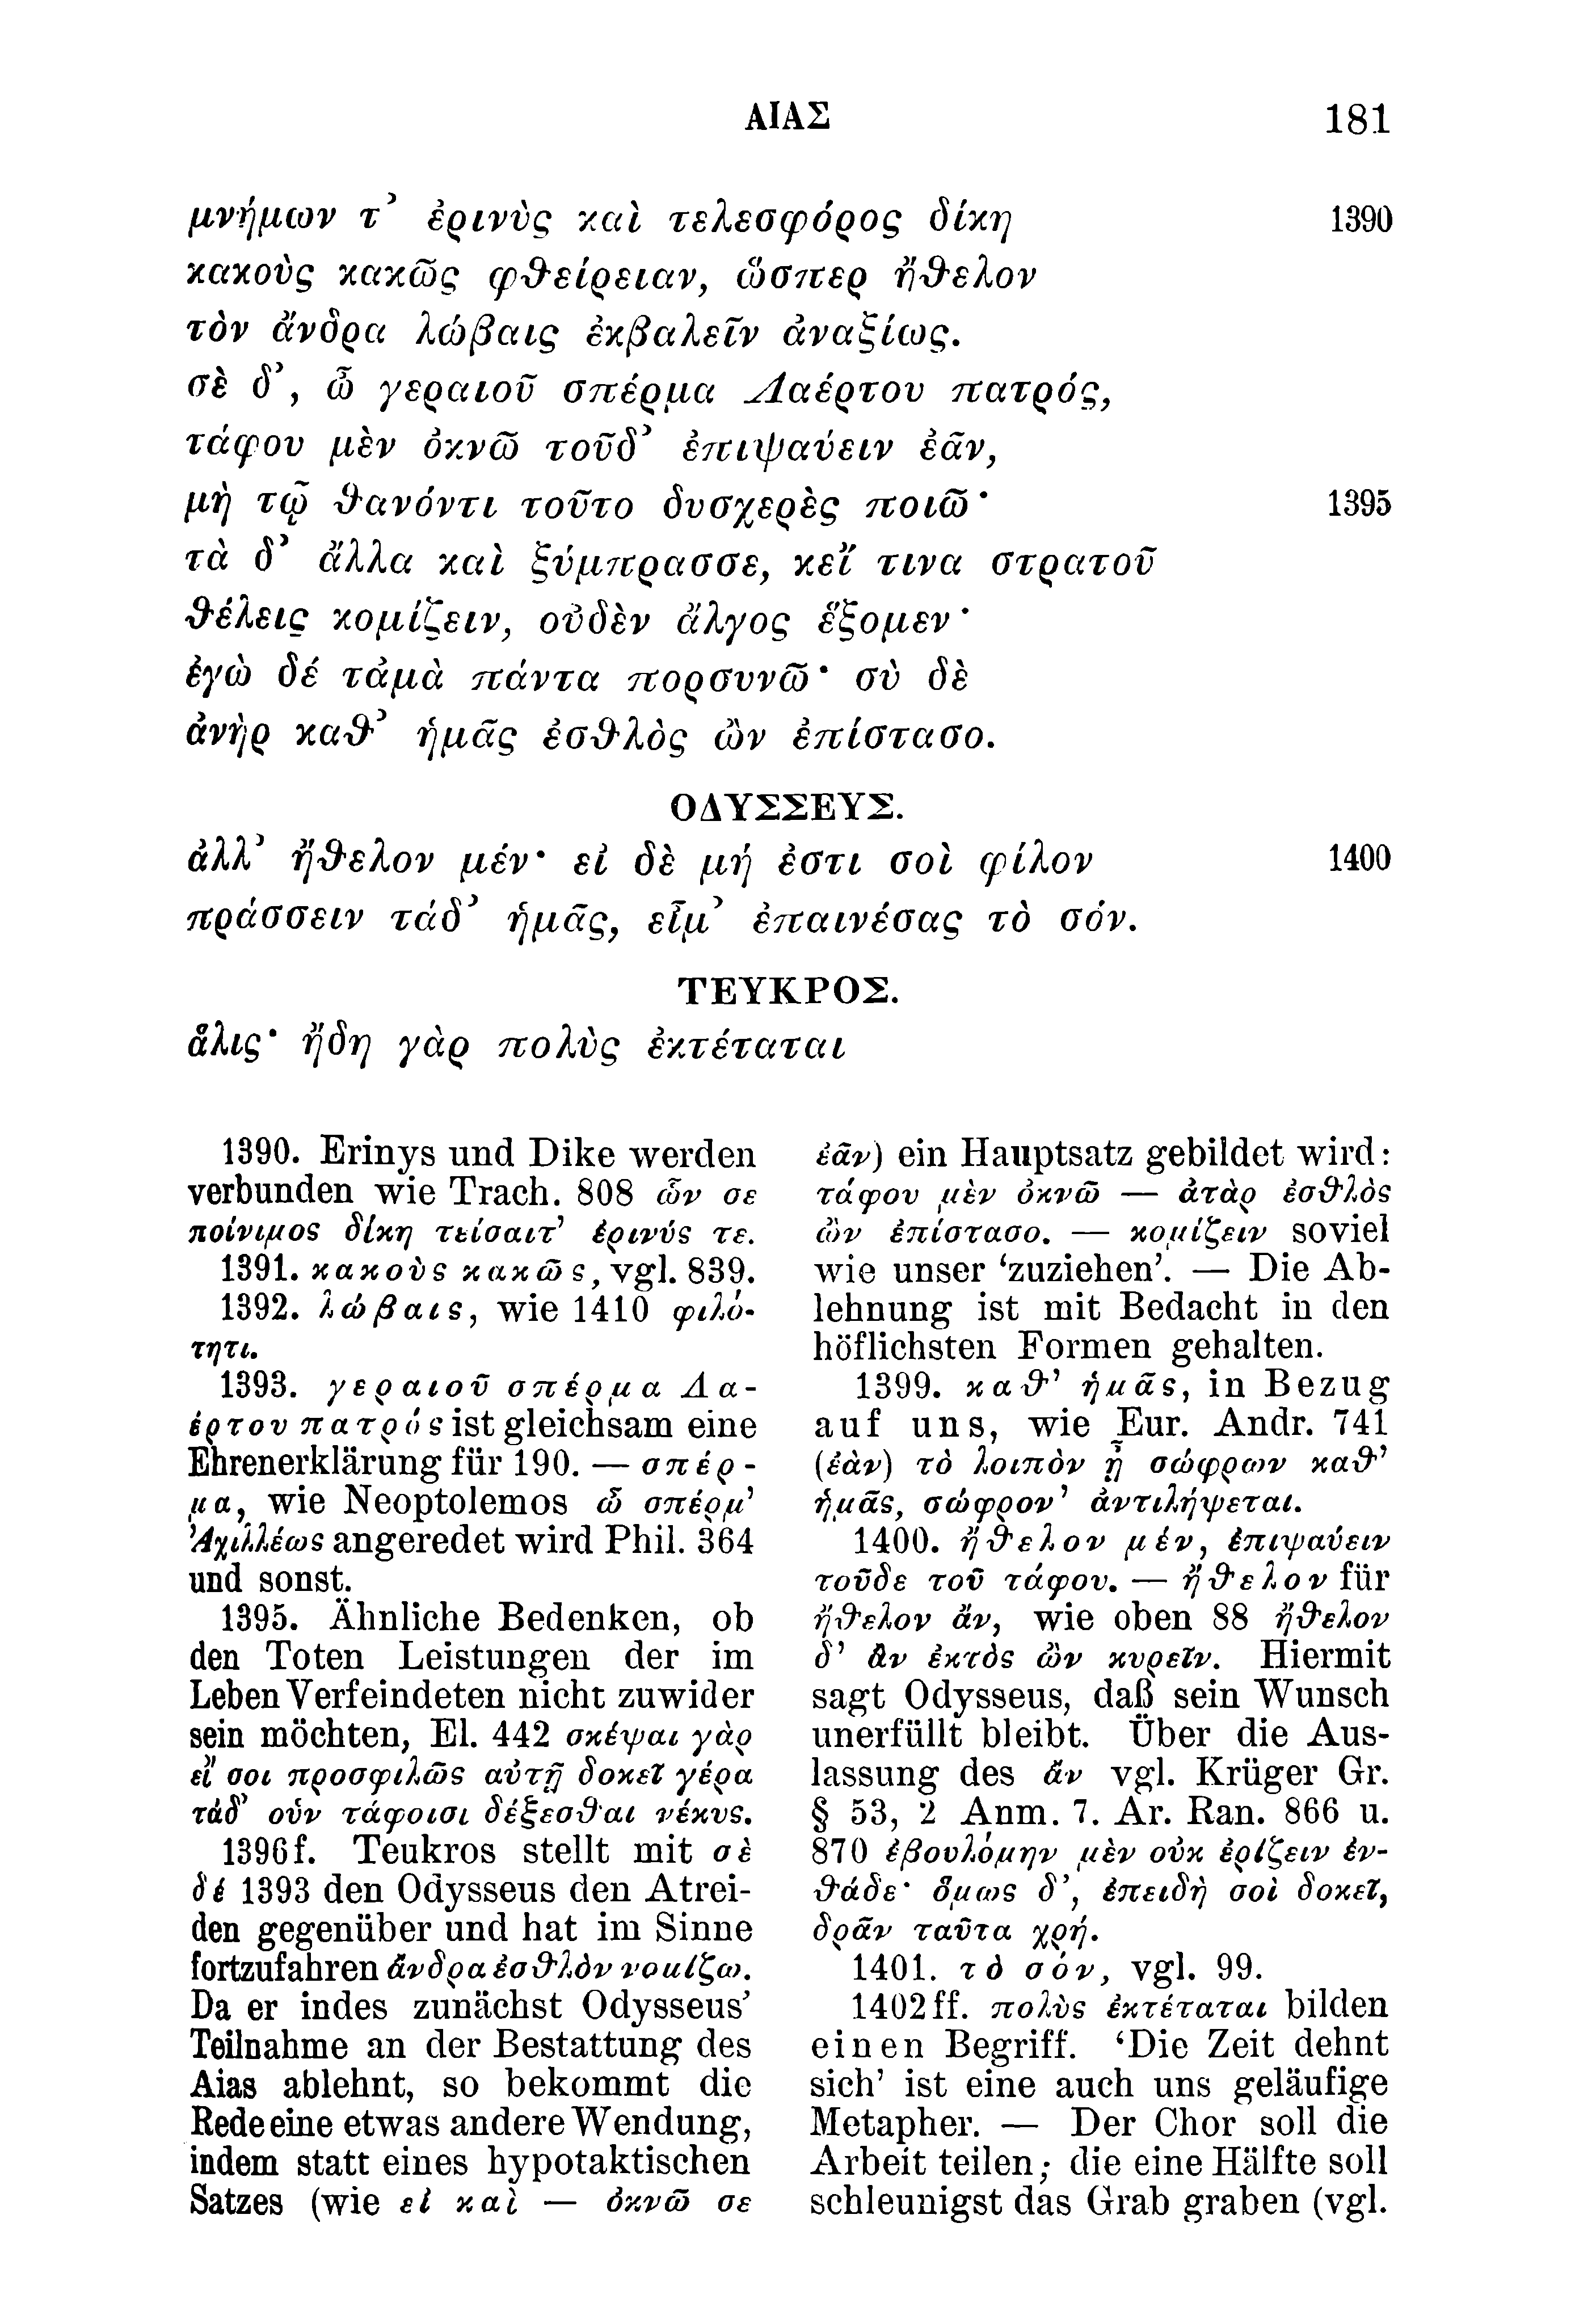 ΑΙΑΣ 181
μνήμων τ᾽ ἐρινὺς καὶ τελεσφόρος δίκη 1390
κακοὺς κακῶς φθείρειαν, ὥσπερ ἤθελον
τὸν ἄνδρα λώβαις ἐκβαλεῖν ἀναξίως.
σὲ δ᾽, ὦ γεραιοῦ σπέρμα Λαέρτου πατρός,
τάφου μὲν ὀκνῶ τοῦδ᾽ ἐπιψαύειν ἐᾶν,
μὴ τῷ θανόντι τοῦτο δυσχερὲς ποιῶ· 1395
τὰ δ᾽ ἄλλα καὶ ξύμπρασσε, κεἴ τινα στρατοῦ
θέλεις κομίζειν, οὐδὲν ἄλγος ἕξομεν·
ἐγὼ δέ τἀμὰ πάντα πορσυνῶ· σὺ δὲ
ἀνὴρ καθ᾽ ἡμᾶς ἐσθλὸς ὢν ἐπίστασο.
ΟΔΥΣΣΕΥΣ.
ἀλλ᾽ ἤθελον μέν· εἰ δὲ μή ἐστι σοὶ φίλον 1400
πράσσειν τάδ᾽ ἡμᾶς, εἶμ᾽ ἐπαινέσας τὸ σόν.
ΤΕΥΚΡΟΣ.
ἅλις· ἤδη γὰρ πολὺς ἐκτέταται
1390. Erinys und Dike werden
verbunden wie Trach. 808 ὧν σε
ποίνιμος δίκη τείσαιτ᾽ ἐρινύς τε.
1391. κακοὺς κακῶς, vgl. 839.
1392. λώβαις, wie 1410 φιλό-
τητι.
1393. γεραιοῦ σπέρμα Λα-
έρτου πατρός ist gleichsam eine
Ehrenerklärung für 190. — σπέρ-
μα, wie Neoptolemos ὦ σπέρμ᾽
Ἀχιλλέως angeredet wird Phil. 364
und sonst.
1395. Ähnliche Bedenken, ob
den Toten Leistungen der im
Leben Verfeindeten nicht zuwider
sein möchten, El. 442 σκέψαι γὰρ
εἴ σοι προσφιλῶς αὐτῇ δοκεῖ γέρα
τάδ᾽ οὑν τάφοισι δέξεσθαι νέκυς.
1396f. Teukros stellt mit σὲ
δέ 1393 den Odysseus den Atrei-
den gegenüber und hat im Sinne
fortzufahren ἄνδρα ἐσθλὸν νομίζω.
Da er indes zunächst Odysseus’
Teilnahme an der Bestattung des
Aias ablehnt, so bekommt die
Rede eine etwas andere Wendung,
indem statt eines hypotaktischen
Satzes (wie εἰ καὶ — ὀκνῶ σε
ἐᾶν) ein Hauptsatz gebildet wird:
τάφου μὲν ὀκνῶ — ἀτὰρ ἐσθλὸς
ὢν ἐπίστασο. — κομίζειν soviel
wie unser ‘zuziehen’. — Die Ab-
lehnung ist mit Bedacht in den
höflichsten Formen gehalten.
1399. καθ᾽ ἡμᾶς, in Bezug
auf uns, wie Eur. Andr. 741
(ἐὰν) τὸ λοιπὸν ᾖ σώφρων καθ᾽
ἡμᾶς, σώφρον᾽ ἀντιλήψεται.
1400. ἤθελον μέν, ἐπιψαύειν
τοῦδε τοῦ τάφου. — ἤθελον für
ἤθελον ἄν, wie oben 88 ἤθελον
δ᾽ ἂν ἐκτὸς ὢν κυρεῖν. Hiermit
sagt Odysseus, daß sein Wunsch
unerfüllt bleibt. Über die Aus-
lassung des ἄν vgl. Krüger Gr.
§ 53, 2 Anm. 7. Ar. Ran. 866 u.
870 ἐβουλόμην μὲν οὐκ ἐρίζειν ἐν-
θάδε· ὅμως δ᾽, ἐπειδὴ σοὶ δοκεῖ,
δρᾶν ταῦτα χρή.
1401. τὸ σόν, vgl. 99.
1402ff. πολὺς ἐκτέταται bilden
einen Begriff. ‘Die Zeit dehnt
sich’ ist eine auch uns geläufige
Metapher. — Der Chor soll die
Arbeit teilen; die eine Hälfte soll
schleunigst das Grab graben (vgl.